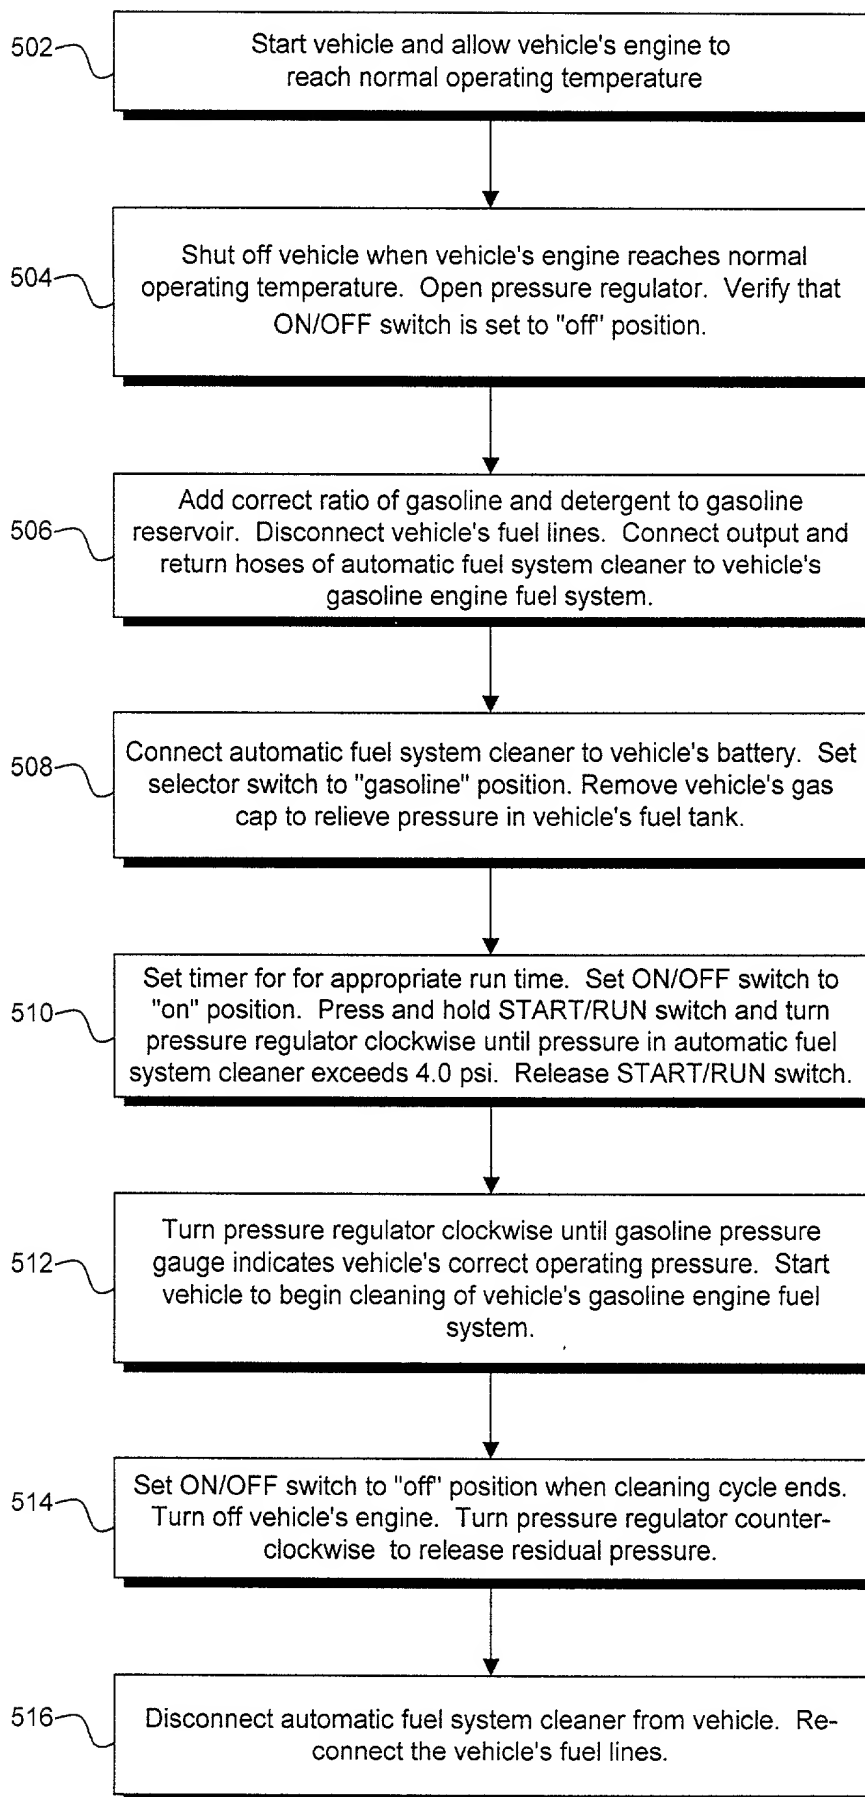 502
Start vehicle and allow vehicle's engine to
reach normal operating temperature
504
Shut off vehicle when vehicle's engine reaches normal
operating temperature. Open pressure regulator. Verify that
ON/OFF switch is set to "off" position.
506
Add correct ratio of gasoline and detergent to gasoline
reservoir. Disconnect vehicle's fuel lines. Connect output and
return hoses of automatic fuel system cleaner to vehicle's
gasoline engine fuel system.
508
Connect automatic fuel system cleaner to vehicle's battery. Set
selector switch to "gasoline" position. Remove vehicle's gas
cap to relieve pressure in vehicle's fuel tank.
510
Set timer for for appropriate run time. Set ON/OFF switch to
"on" position. Press and hold START/RUN switch and turn
pressure regulator clockwise until pressure in automatic fuel
system cleaner exceeds 4.0 psi. Release START/RUN switch.
512
Turn pressure regulator clockwise until gasoline pressure
gauge indicates vehicle's correct operating pressure. Start
vehicle to begin cleaning of vehicle's gasoline engine fuel
system.
514
Set ON/OFF switch to "off" position when cleaning cycle ends.
Turn off vehicle's engine. Turn pressure regulator counter-
clockwise to release residual pressure.
516
Disconnect automatic fuel system cleaner from vehicle. Re-
connect the vehicle's fuel lines.